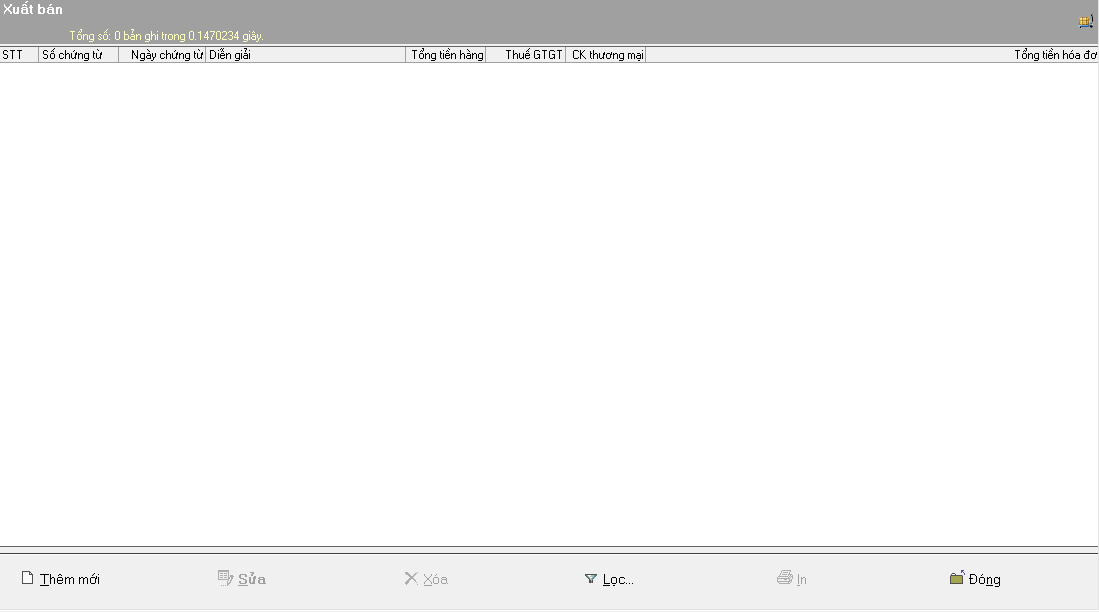 Xuất bán
Tổng số: 0 bản ghi trong 0.1470234 giây.
STT Số chứng từ Ngày chứng từ Diễn giải Tổng tiền hàng Thuế GTGT CK thương mại Tổng tiền hóa đơ
Thêm mới Sửa Xóa Lọc... In Đóng